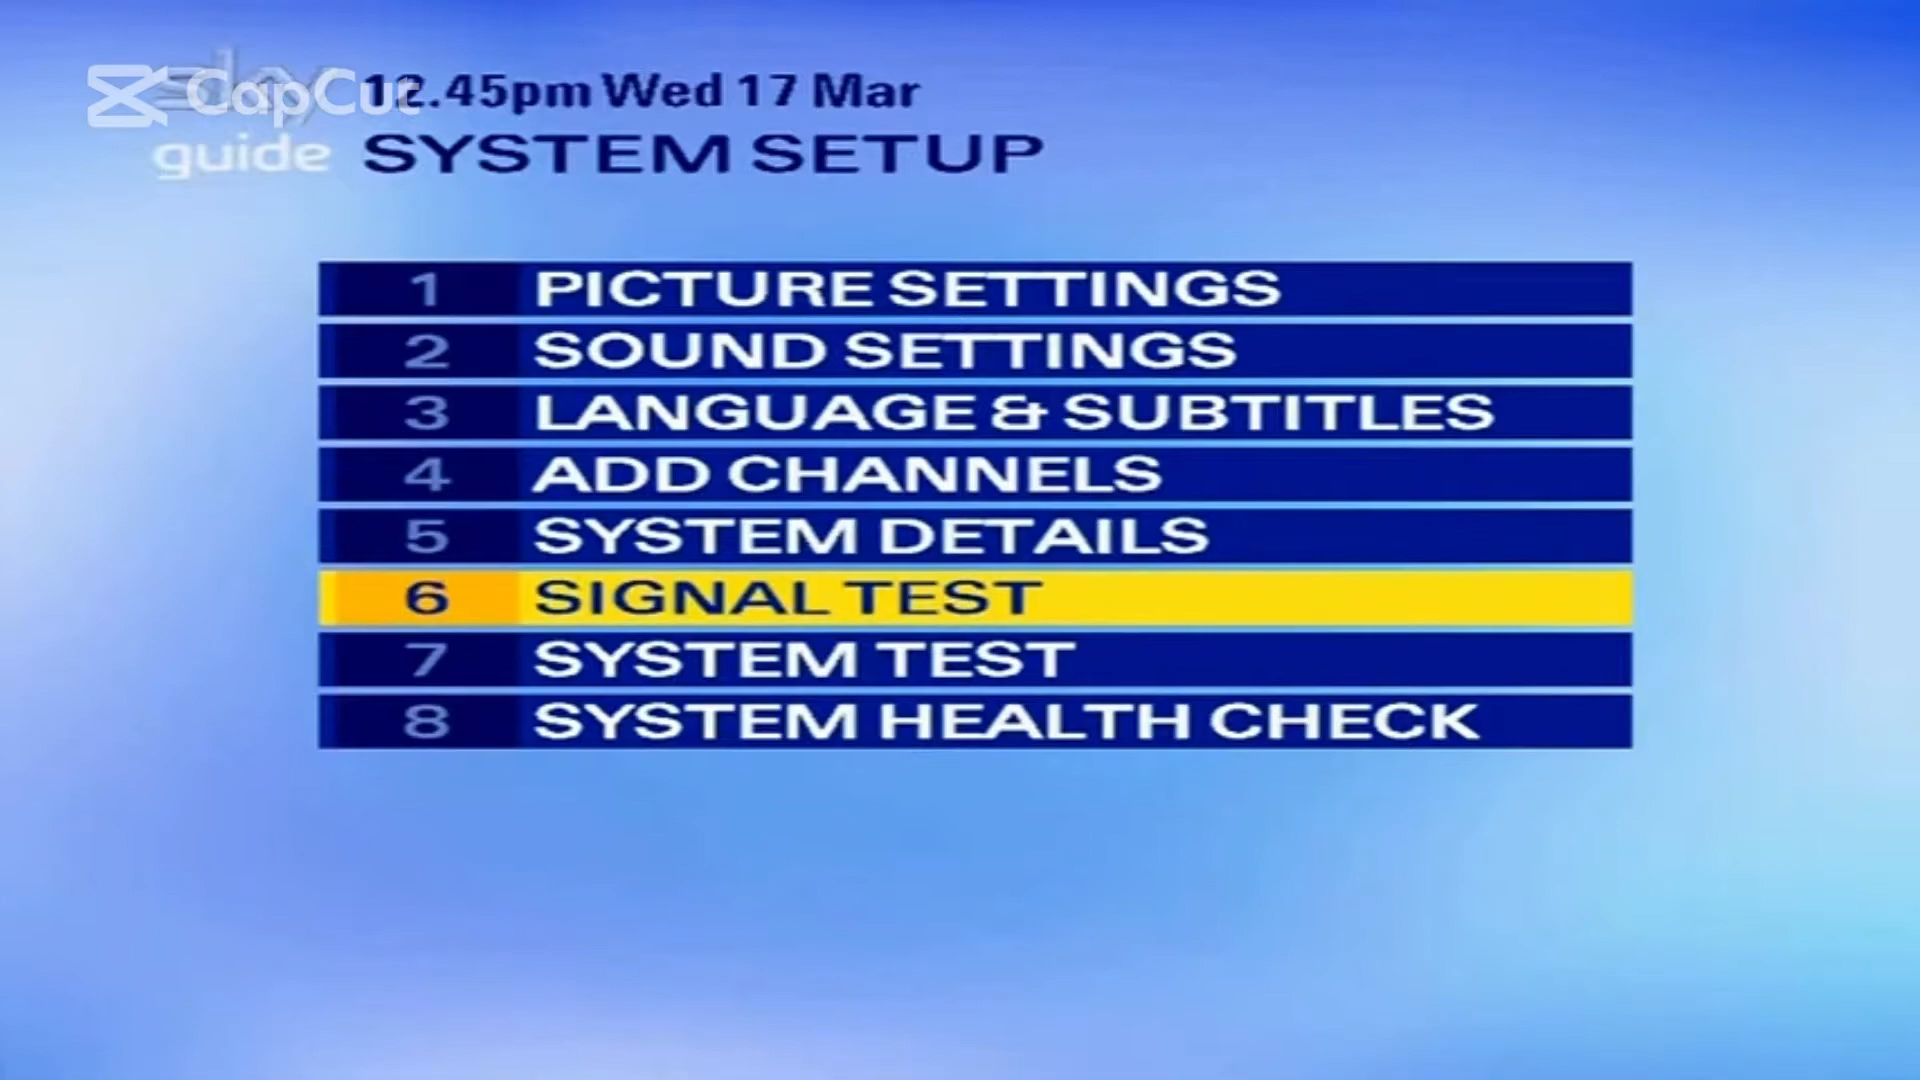 sky
CapCut
12.45pm Wed 17 Mar
guide
SYSTEM SETUP
1 PICTURE SETTINGS
2 SOUND SETTINGS
3 LANGUAGE & SUBTITLES
4 ADD CHANNELS
5 SYSTEM DETAILS
6 SIGNAL TEST
7 SYSTEM TEST
8 SYSTEM HEALTH CHECK